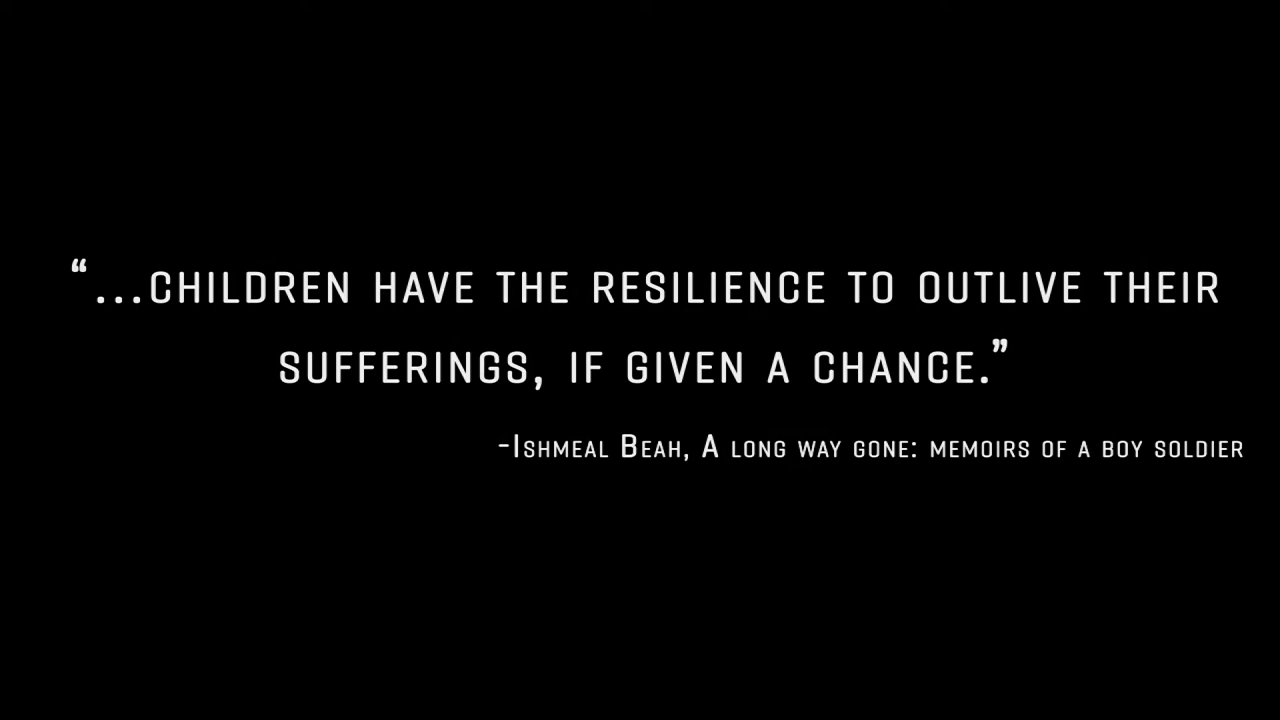 “...CHILDREN HAVE THE RESILIENCE TO OUTLIVE THEIR
SUFFERINGS, IF GIVEN A CHANCE.”
-ISHMEAL BEAH, A LONG WAY GONE: MEMOIRS OF A BOY SOLDIER